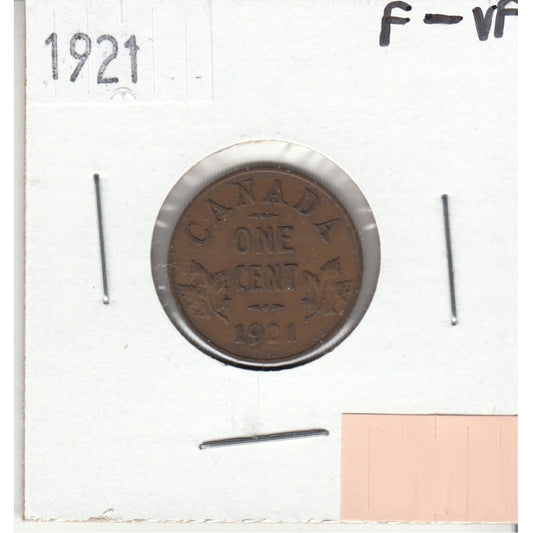 1921
F-VF
CANADA
ONE
CENT
1921